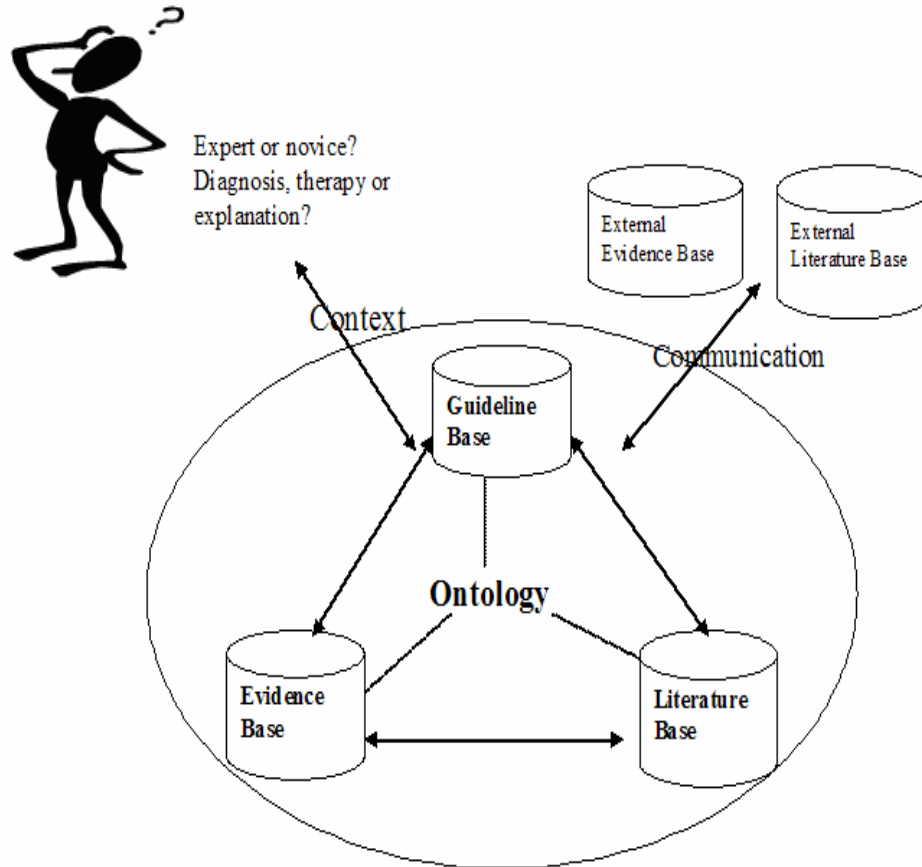 ?
Expert or novice?
Diagnosis, therapy or
explanation?
External
Evidence Base
External
Literature Base
Context
Communication
Guideline
Base
Ontology
Evidence
Base
Literature
Base